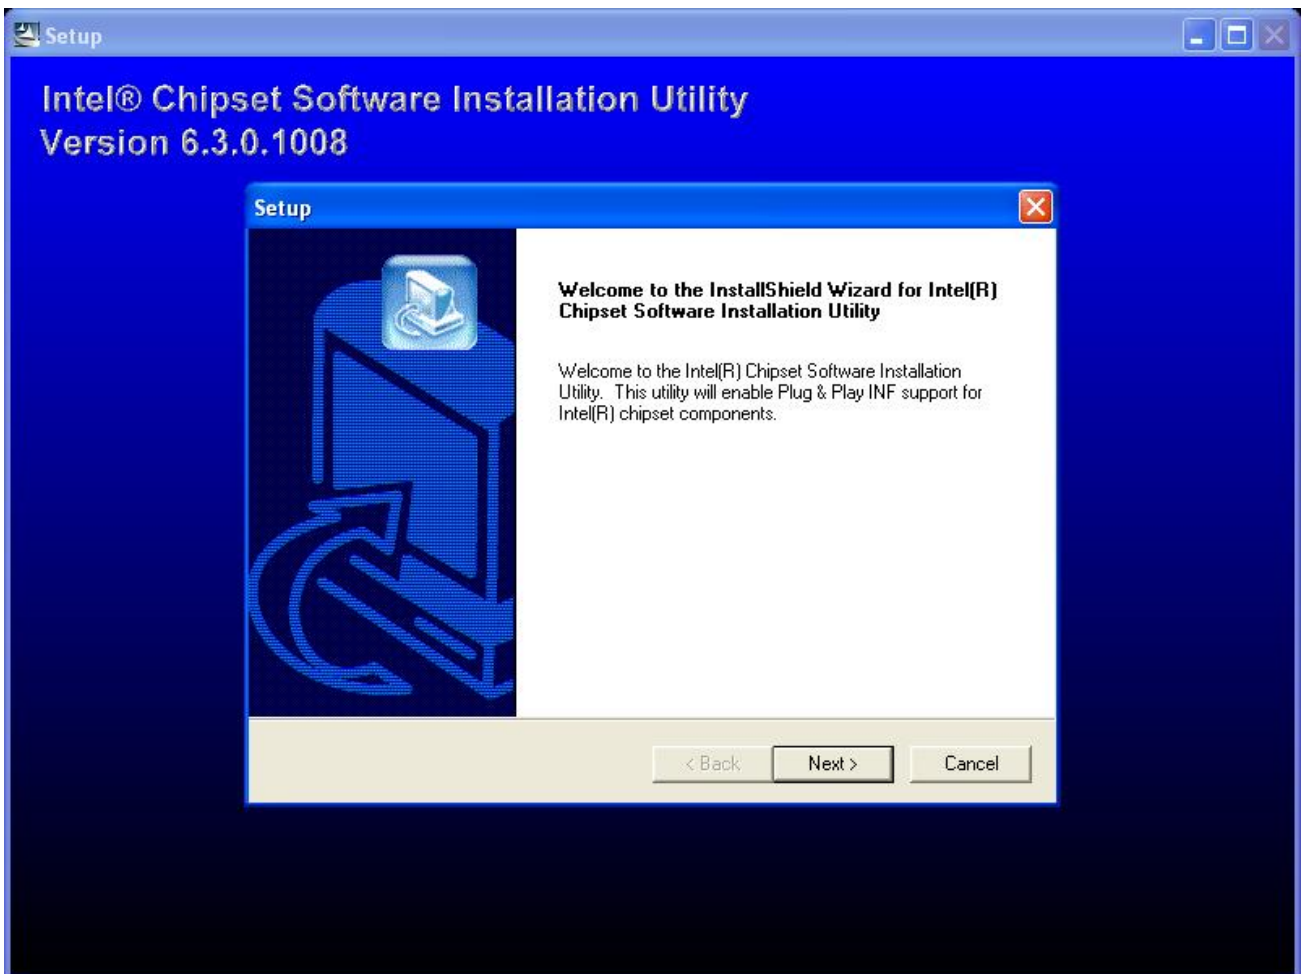 Setup
Intel® Chipset Software Installation Utility
Version 6.3.0.1008
Setup
Welcome to the InstallShield Wizard for Intel(R)
Chipset Software Installation Utility
Welcome to the Intel(R) Chipset Software Installation
Utility. This utility will enable Plug & Play INF support for
Intel(R) chipset components.
< Back Next > Cancel